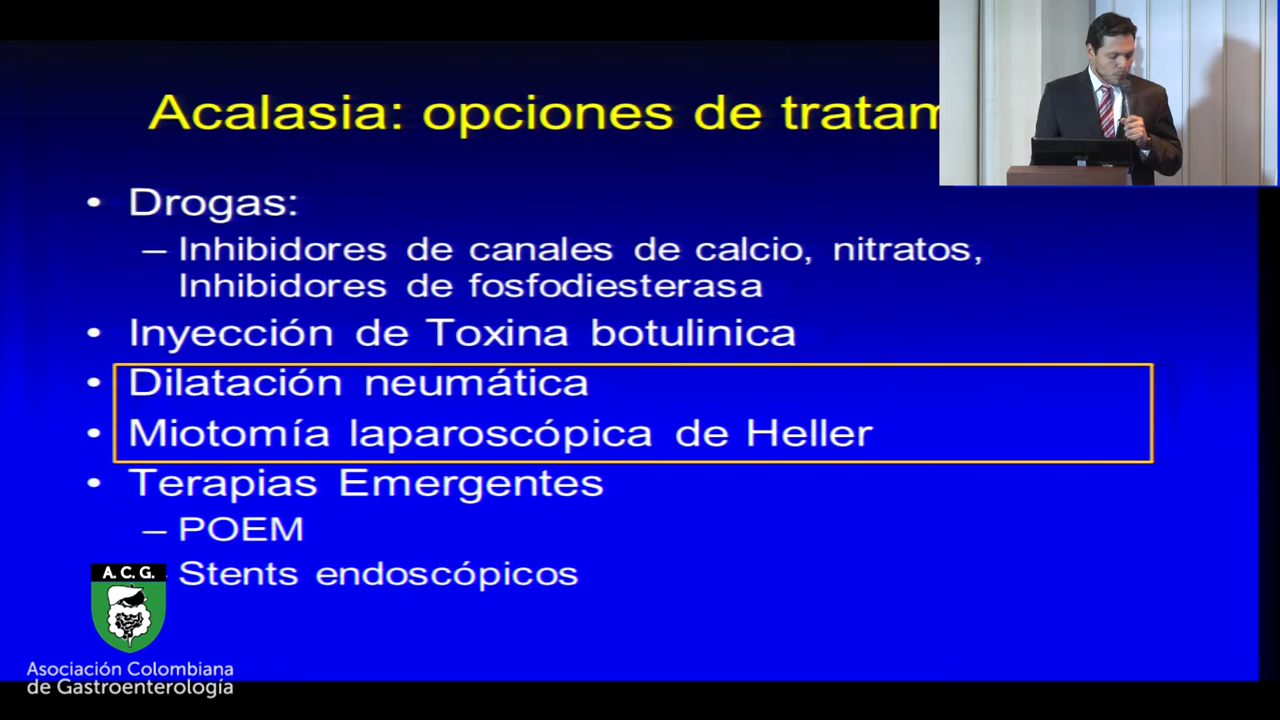 Acalasia: opciones de tratam
• Drogas:
– Inhibidores de canales de calcio, nitratos,
Inhibidores de fosfodiesterasa
• Inyección de Toxina botulinica
• Dilatación neumática
• Miotomía laparoscópica de Heller
• Terapias Emergentes
– POEM
Stents endoscópicos
A. C. G.
Asociación Colombiana
de Gastroenterología